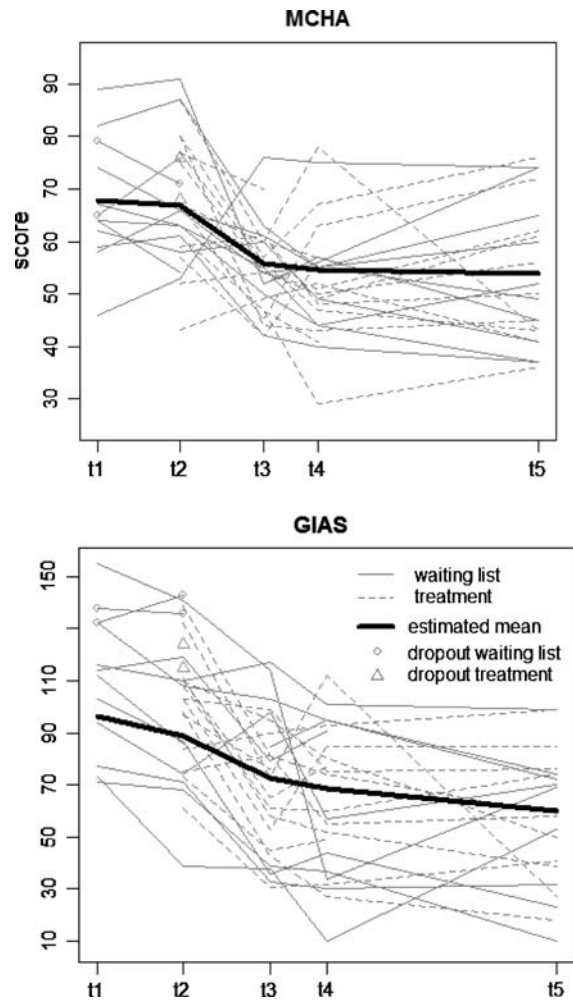 MCHA
score
90
80
70
60
50
40
30
t1 t2 t3 t4 t5
GIAS
150
110
90
70
50
30
10
waiting list
treatment
estimated mean
dropout waiting list
dropout treatment
t1 t2 t3 t4 t5